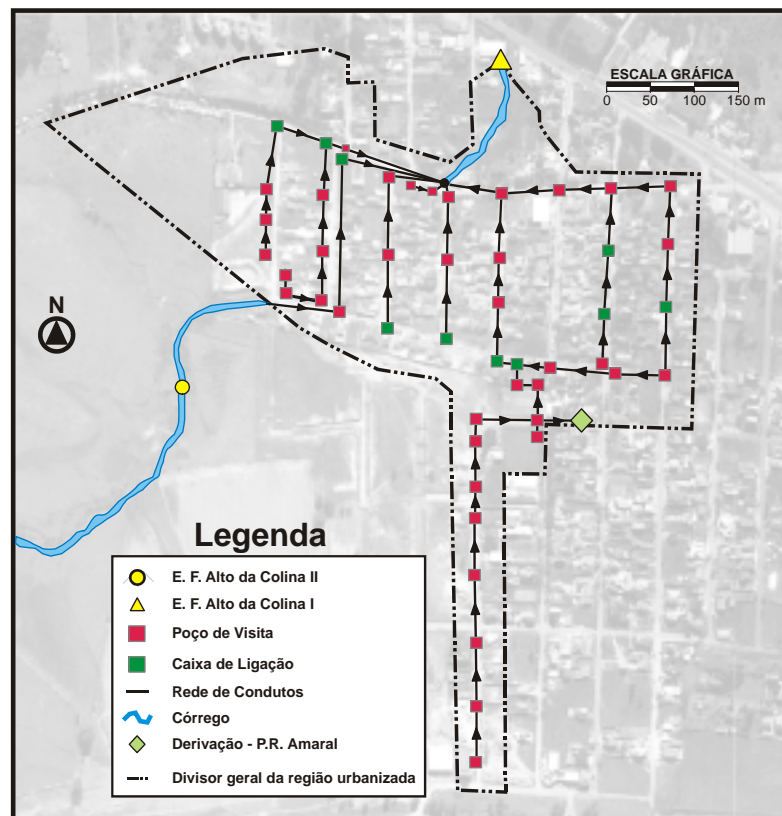 ESCALA GRÁFICA
0 50 100 150 m
N
Legenda
E. F. Alto da Colina II
E. F. Alto da Colina I
Poço de Visita
Caixa de Ligação
Rede de Condutos
Córrego
Derivação - P.R. Amaral
Divisor geral da região urbanizada